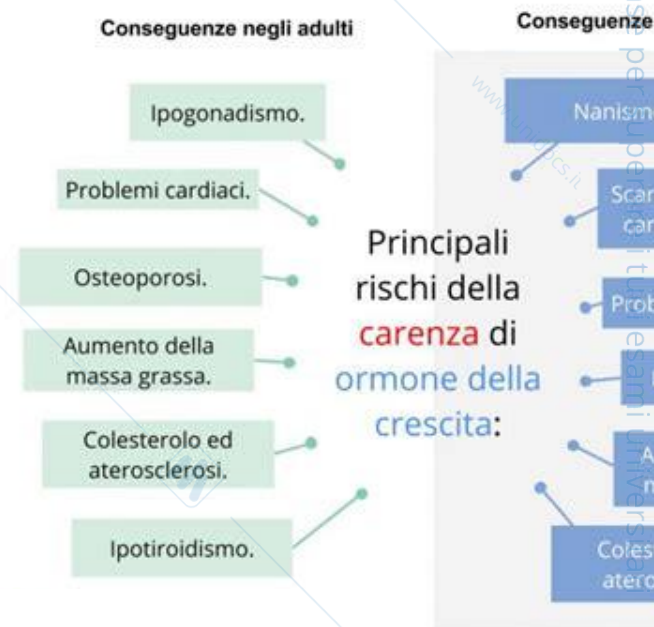 Conseguenze negli adulti
Conseguenze
Ipogonadismo.
Problemi cardiaci.
Osteoporosi.
Aumento della
massa grassa.
Colesterolo ed
aterosclerosi.
Ipotiroidismo.
Principali
rischi della
carenza di
ormone della
crescita: